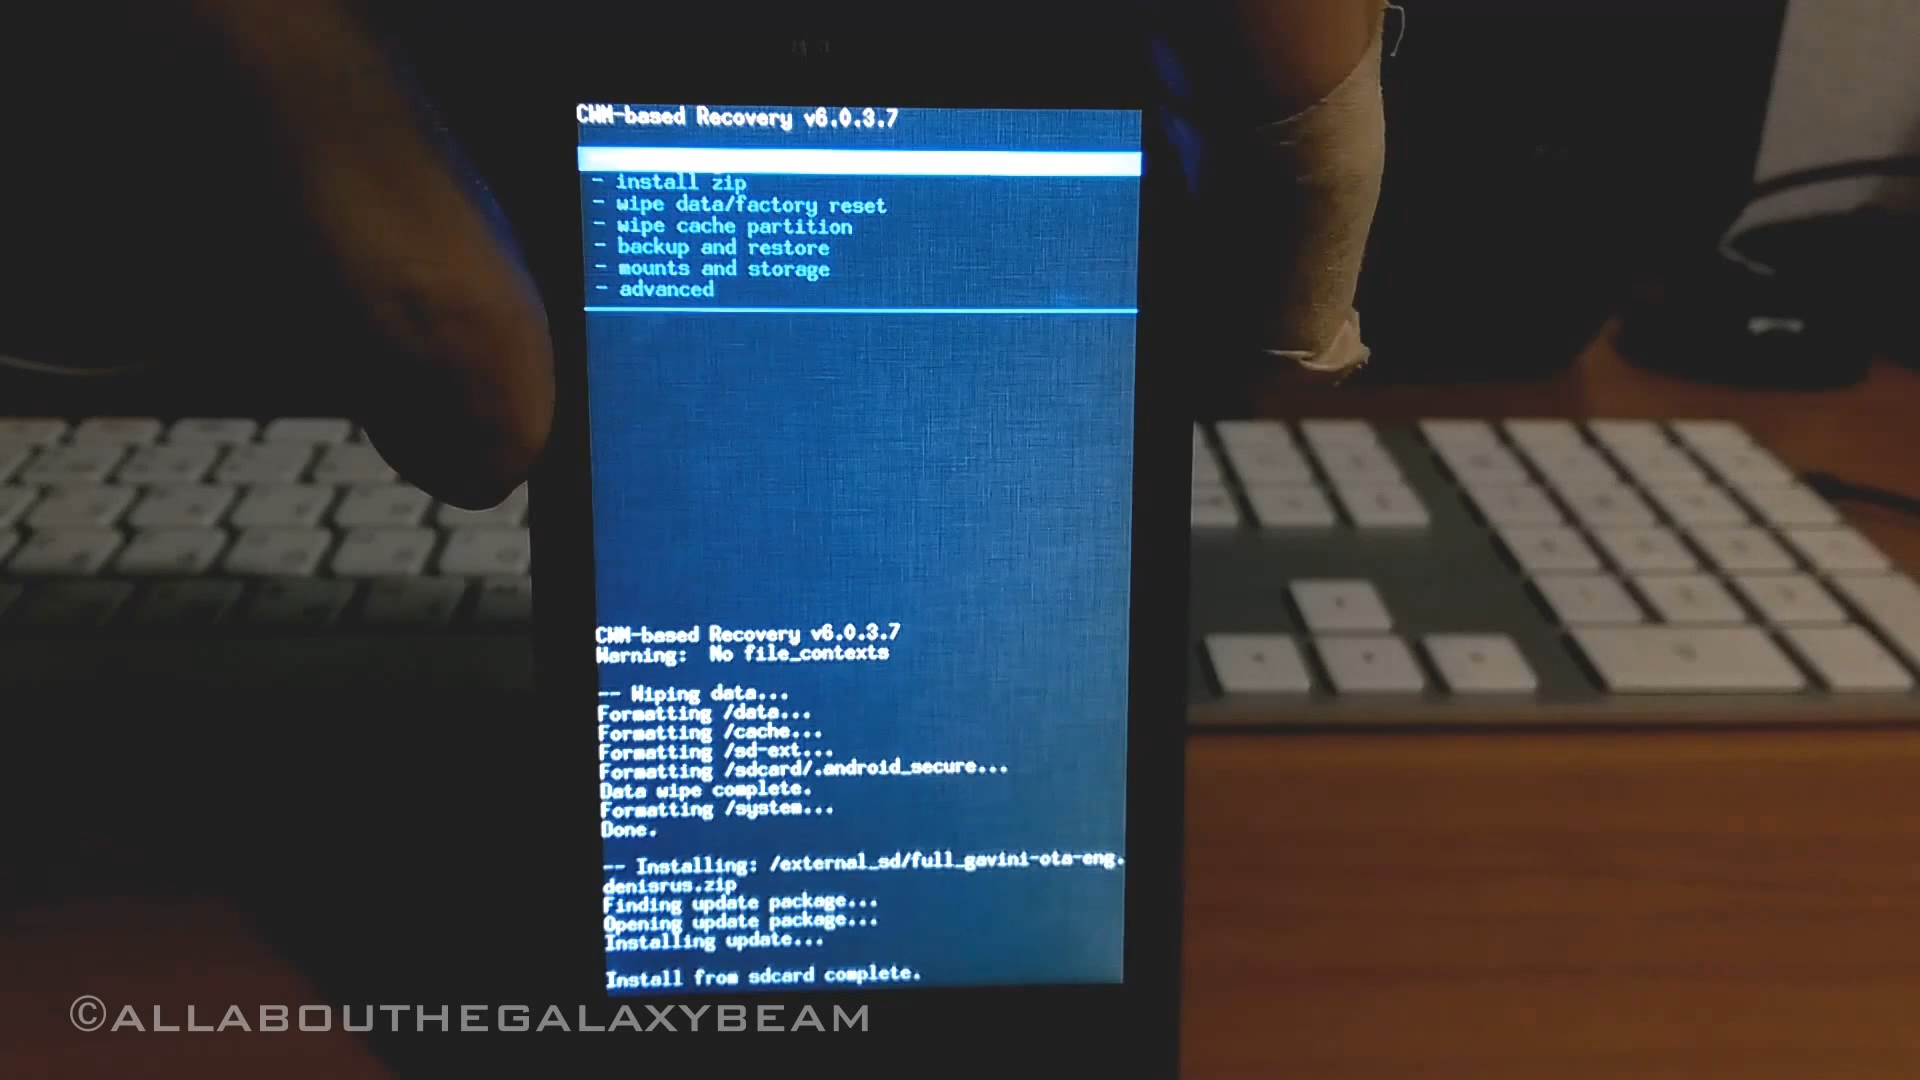 CWM-based Recovery v6.0.3.7
- install zip
- wipe data/factory reset
- wipe cache partition
- backup and restore
- mounts and storage
- advanced
CWM-based Recovery v6.0.3.7
Warning: No file_contexts
-- Wiping data...
Formatting /data...
Formatting /cache...
Formatting /sd-ext...
Formatting /sdcard/.android_secure...
Data wipe complete.
Formatting /system...
Done.
-- Installing: /external_sd/full_gavini-ota-eng.
denisrus.zip
Finding update package...
Opening update package...
Installing update...
Install from sdcard complete.
©ALLABOUTHEGALAXYBEAM